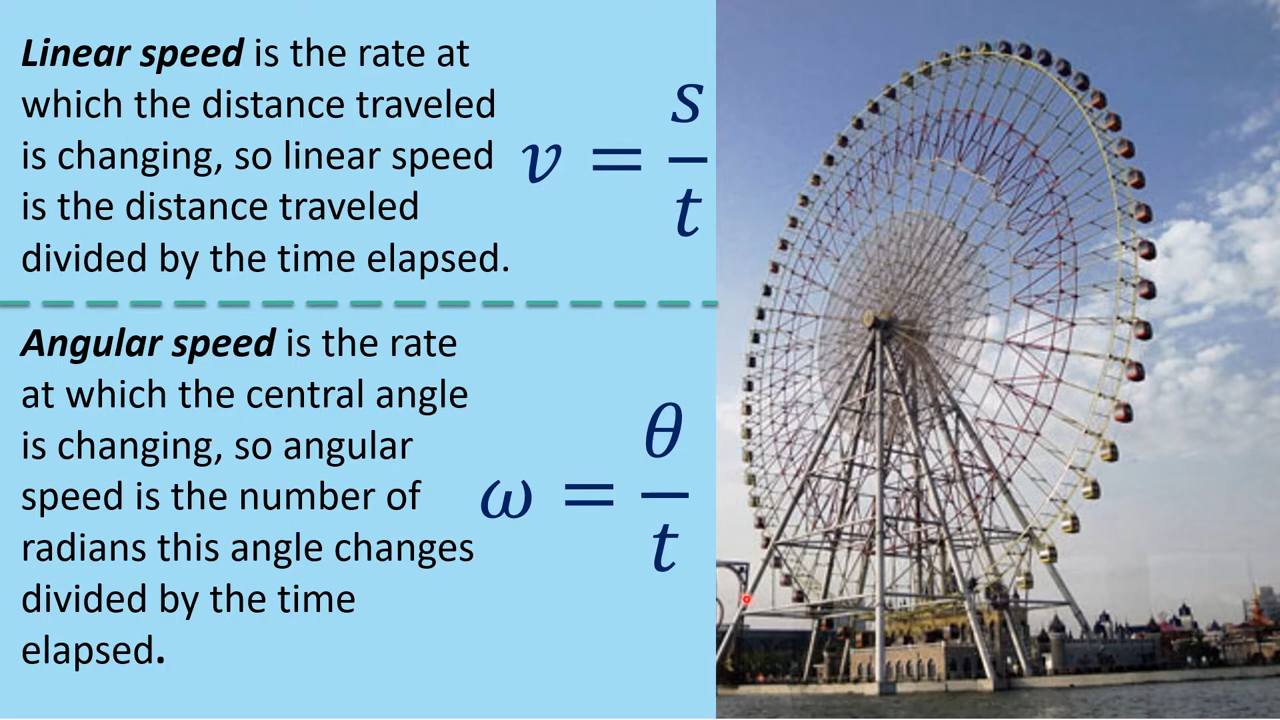 Linear speed is the rate at
which the distance traveled
is changing, so linear speed
is the distance traveled
divided by the time elapsed.
v = s/t
Angular speed is the rate
at which the central angle
is changing, so angular
speed is the number of
radians this angle changes
divided by the time
elapsed.
ω = θ/t